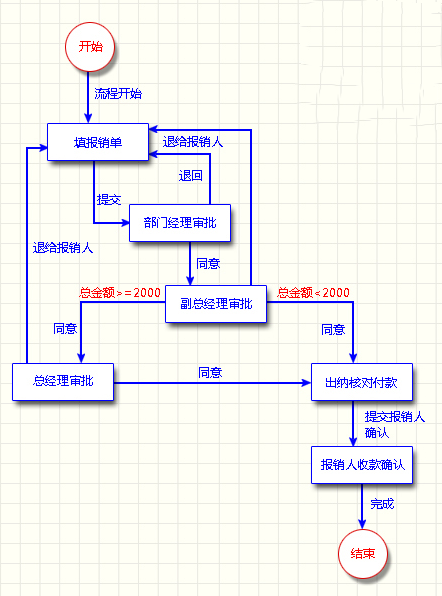 开始
流程开始
填报销单
退给报销人
退回
提交
部门经理审批
退给报销人
同意
总金额>=2000
副总经理审批
总金额<2000
同意
同意
总经理审批
同意
出纳核对付款
提交报销人
确认
报销人收款确认
完成
结束